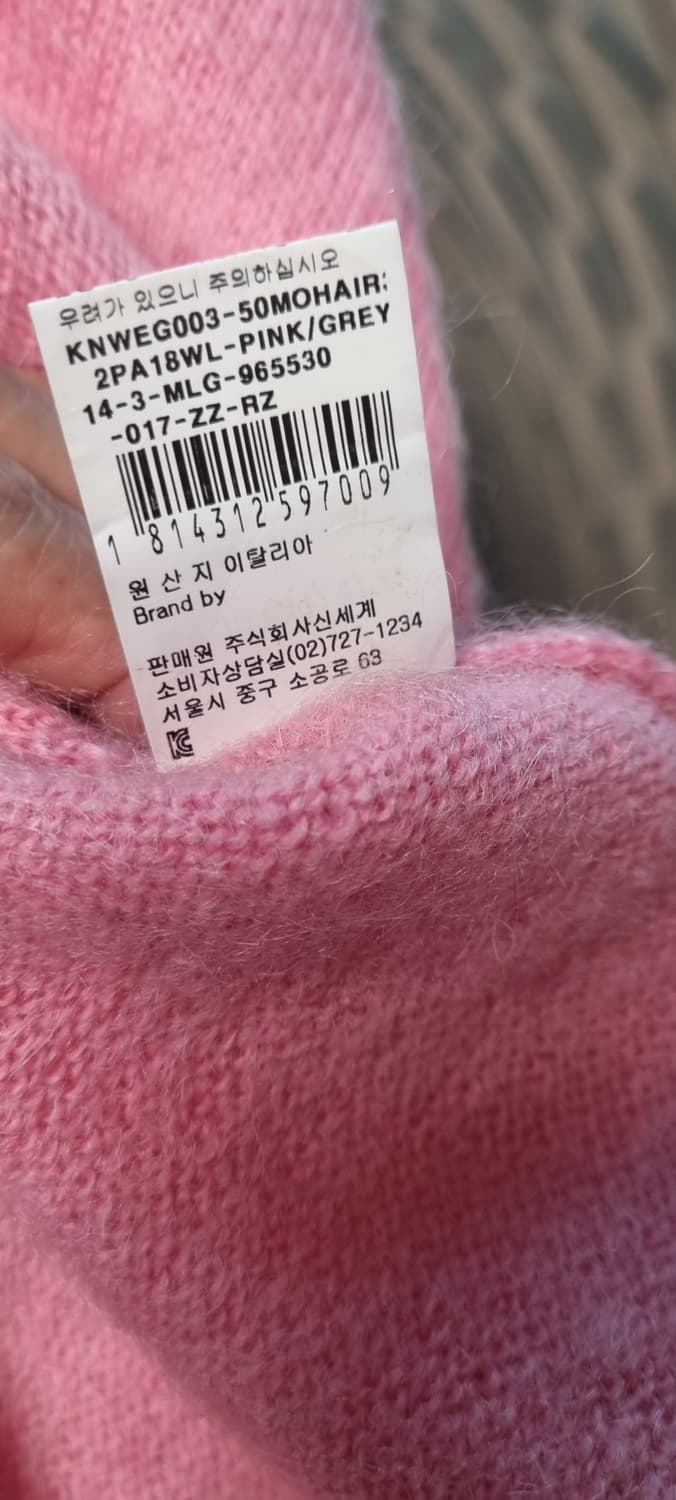 우려가 있으니 주의하십시오
KNWEG003-50MOHAIR:
2PA18WL-PINK/GREY
14-3-MLG-965530
-017-ZZ-RZ
1 814312 597009
원 산 지 이탈리아
Brand by
판매원 주식회사신세계
소비자상담실(02)727-1234
서울시 중구 소공로 63